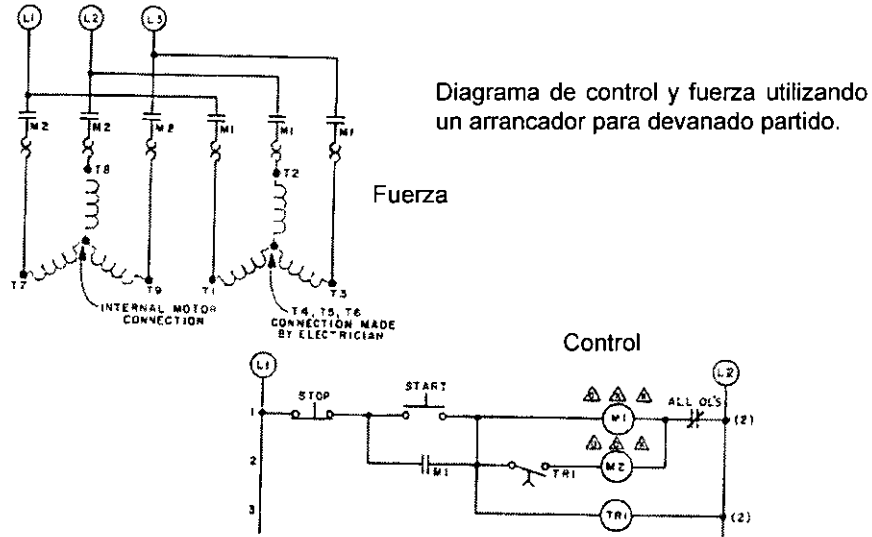 L1 L2 L3
Diagrama de control y fuerza utilizando
un arrancador para devanado partido.
M2 M2 M2 M1 M1 M1
T8 T2
Fuerza
T7 T9 T1 T3
INTERNAL MOTOR
CONNECTION
T4, T5, T6
CONNECTION MADE
BY ELECTRICIAN
Control
L1 L2
STOP START ALL OL'S
1 M1 (2)
2 M1 TR1 M2
3 TR1 (2)